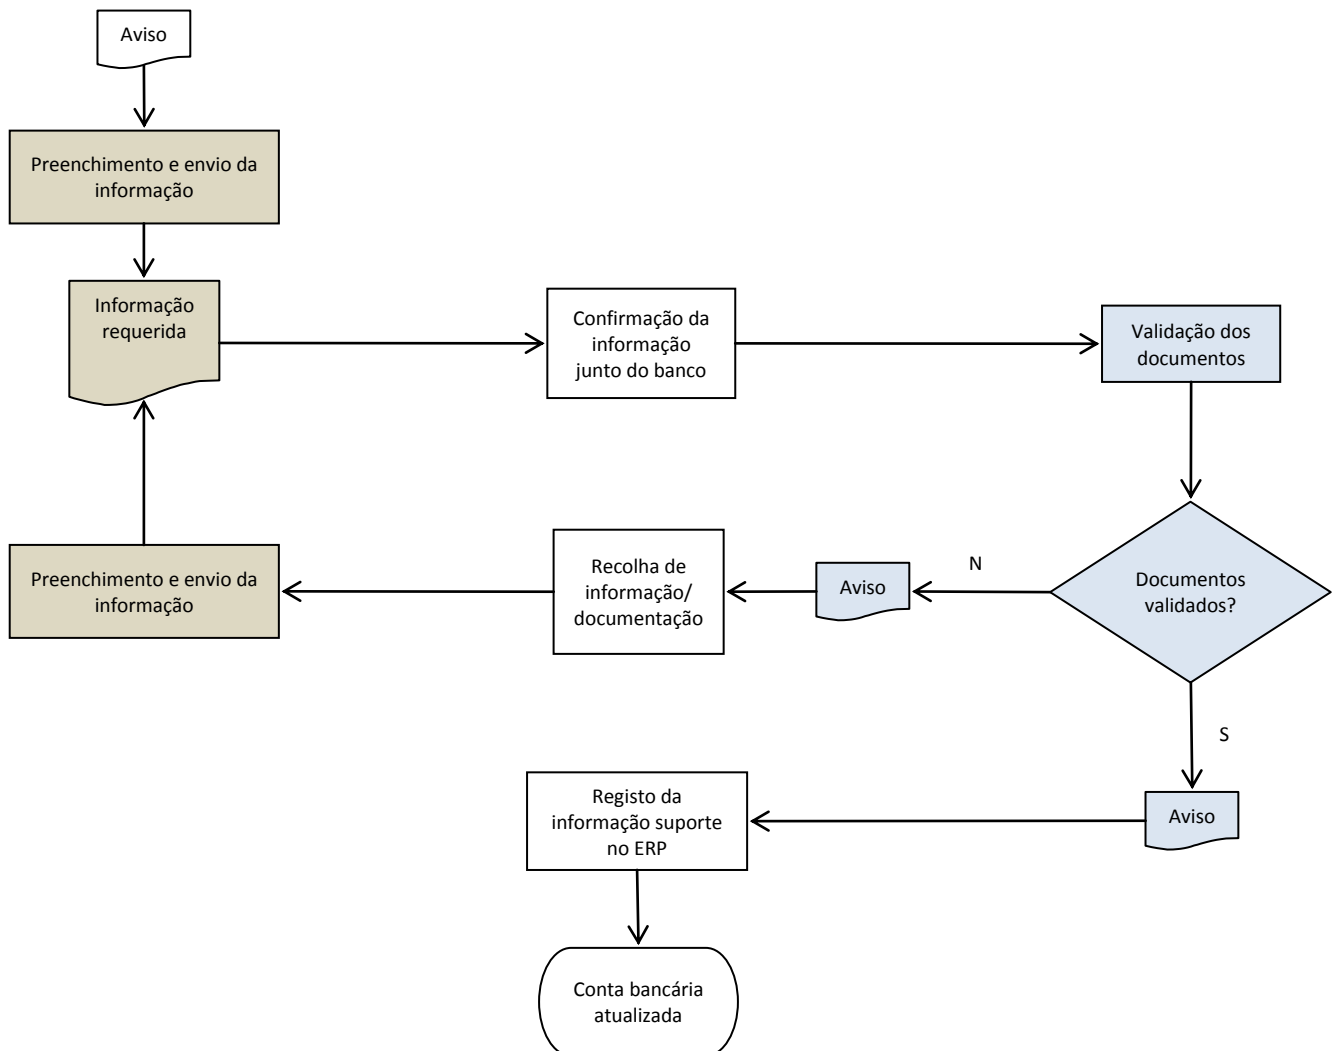 Aviso
Preenchimento e envio da
informação
Informação
requerida
Confirmação da
informação
junto do banco
Validação dos
documentos
Documentos
validados?
N
Aviso
Recolha de
informação/
documentação
Preenchimento e envio da
informação
S
Aviso
Registo da
informação suporte
no ERP
Conta bancária
atualizada